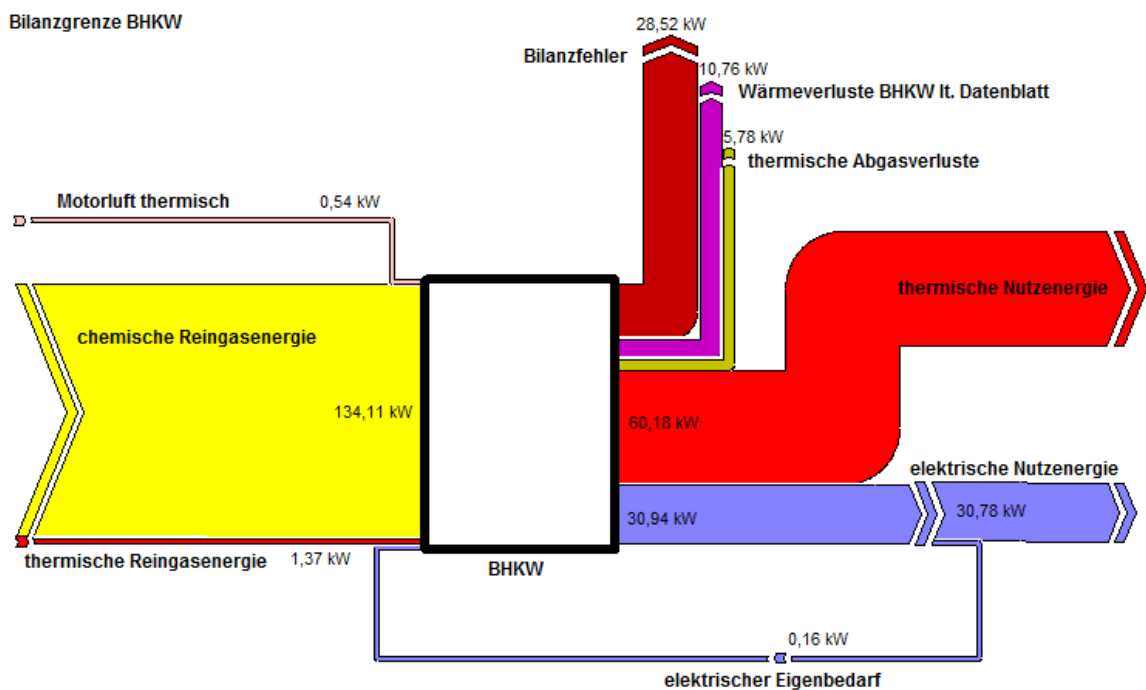 Bilanzgrenze BHKW
28,52 kW
Bilanzfehler
10,76 kW
Wärmeverluste BHKW lt. Datenblatt
5,78 kW
thermische Abgasverluste
Motorluft thermisch
0,54 kW
thermische Nutzenergie
chemische Reingasenergie
134,11 kW
60,18 kW
elektrische Nutzenergie
30,94 kW
30,78 kW
thermische Reingasenergie
1,37 kW
BHKW
0,16 kW
elektrischer Eigenbedarf